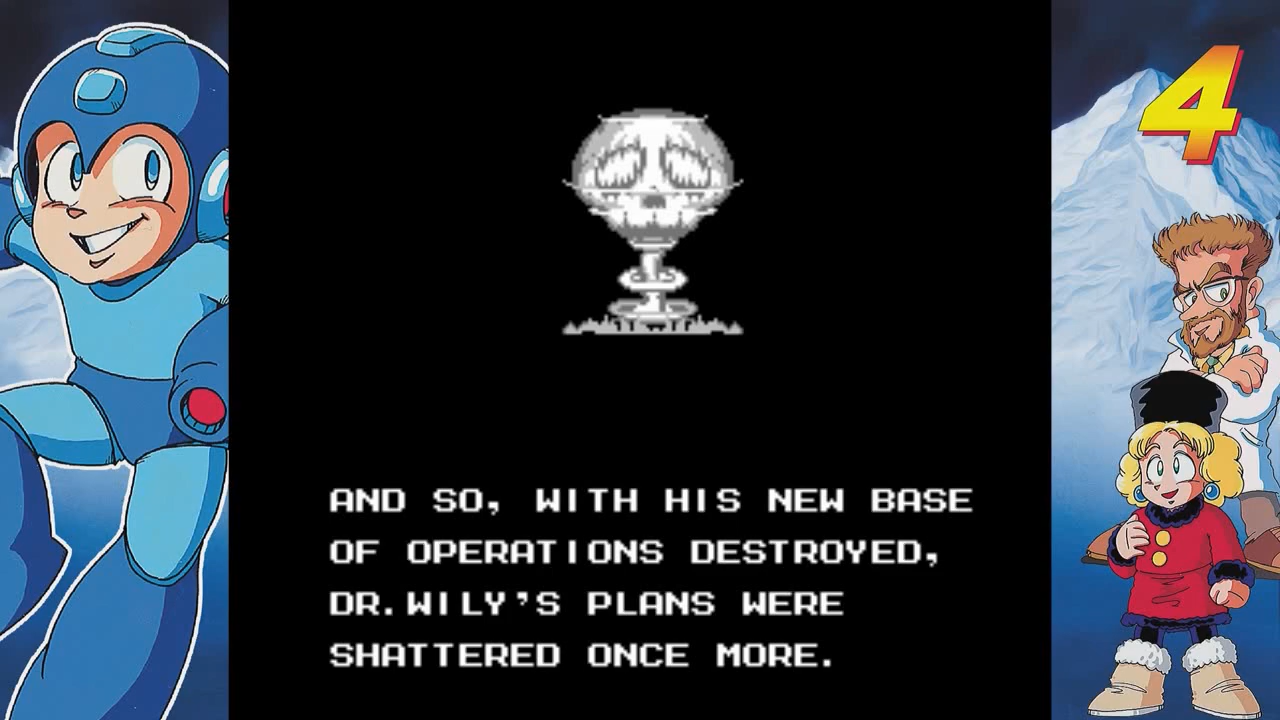 4
AND SO, WITH HIS NEW BASE
OF OPERATIONS DESTROYED,
DR.WILY'S PLANS WERE
SHATTERED ONCE MORE.